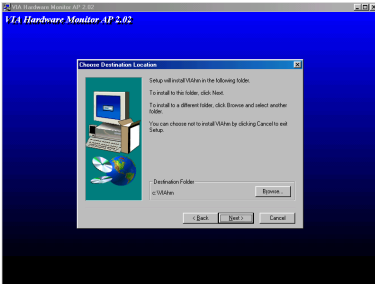 VIA Hardware Monitor AP 2.02
VIA Hardware Monitor AP 2.02
Choose Destination Location
Setup will install VIAhm in the following folder.
To install to this folder, click Next.
To install to a different folder, click Browse and select another
folder.
You can choose not to install VIAhm by clicking Cancel to exit
Setup.
Destination Folder
c:\VIAhm
Browse...
< Back
Next >
Cancel